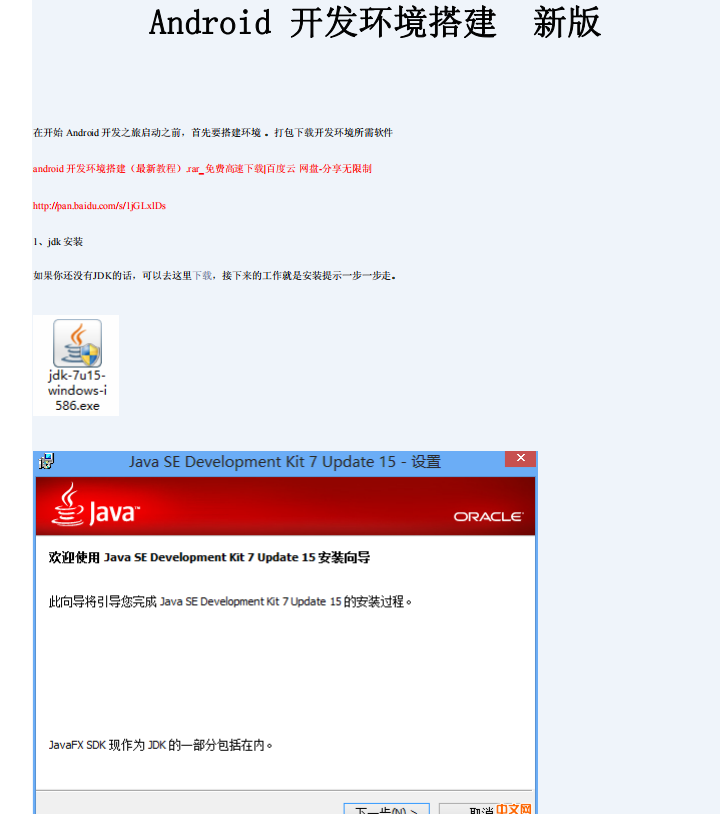 Android 开发环境搭建 新版
在开始 Android 开发之旅启动之前，首先要搭建环境 。打包下载开发环境所需软件
android 开发环境搭建（最新教程）.rar_免费高速下载|百度云 网盘-分享无限制
http://pan.baidu.com/s/1jGLxIDs
1、jdk 安装
如果你还没有JDK的话，可以去这里下载，接下来的工作就是安装提示一步一步走。
jdk-7u15-
windows-i
586.exe
Java SE Development Kit 7 Update 15 - 设置
Java™
ORACLE
欢迎使用 Java SE Development Kit 7 Update 15 安装向导
此向导将引导您完成 Java SE Development Kit 7 Update 15 的安装过程。
JavaFX SDK 现作为 JDK 的一部分包括在内。
下一步(N) >
取消
中文网